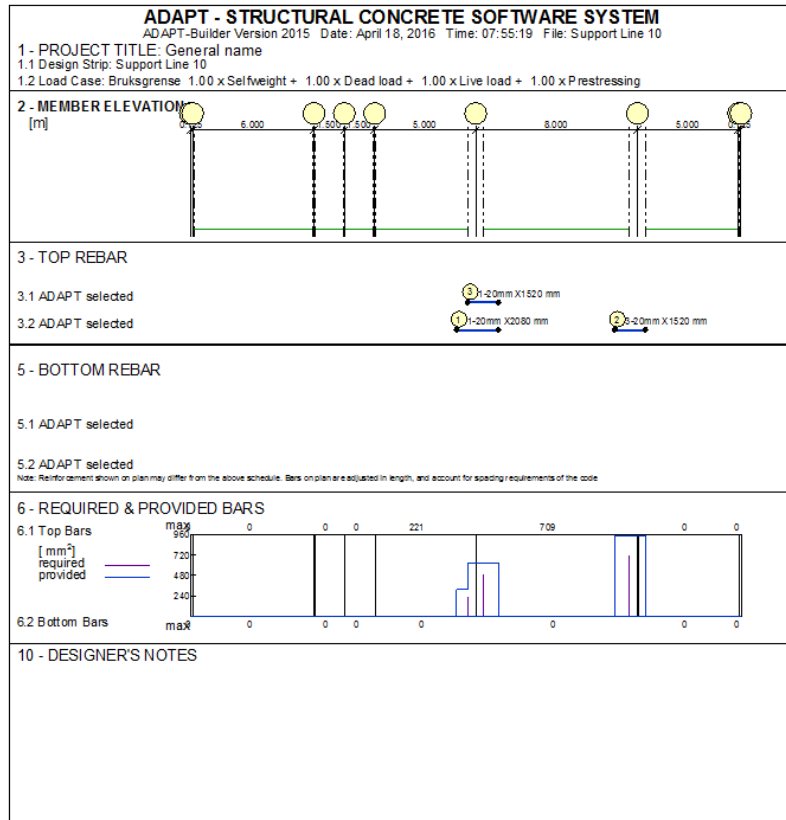 ADAPT - STRUCTURAL CONCRETE SOFTWARE SYSTEM
ADAPT-Builder Version 2015 Date: April 18, 2016 Time: 07:55:19 File: Support Line 10
1 - PROJECT TITLE: General name
1.1 Design Strip: Support Line 10
1.2 Load Case: Bruksgrense 1.00 x Selfweight + 1.00 x Dead load + 1.00 x Live load + 1.00 x Prestressing
2 - MEMBER ELEVATION
[m] 6.000 5.000 8.000 5.000
3 - TOP REBAR
3.1 ADAPT selected 3 1-20mm X1520 mm
3.2 ADAPT selected 1 1-20mm X2080 mm 2 3-20mm X1520 mm
5 - BOTTOM REBAR
5.1 ADAPT selected
5.2 ADAPT selected
Note: Reinforcement shown on plan may differ from the above schedule. Bars on plan are adjusted in length, and account for spacing requirements of the code
6 - REQUIRED & PROVIDED BARS
6.1 Top Bars max 0 0 0 221 709 0 0
960
[mm²] 720
required
provided 480
240
6.2 Bottom Bars max 0 0 0 0 0 0 0
10 - DESIGNER'S NOTES